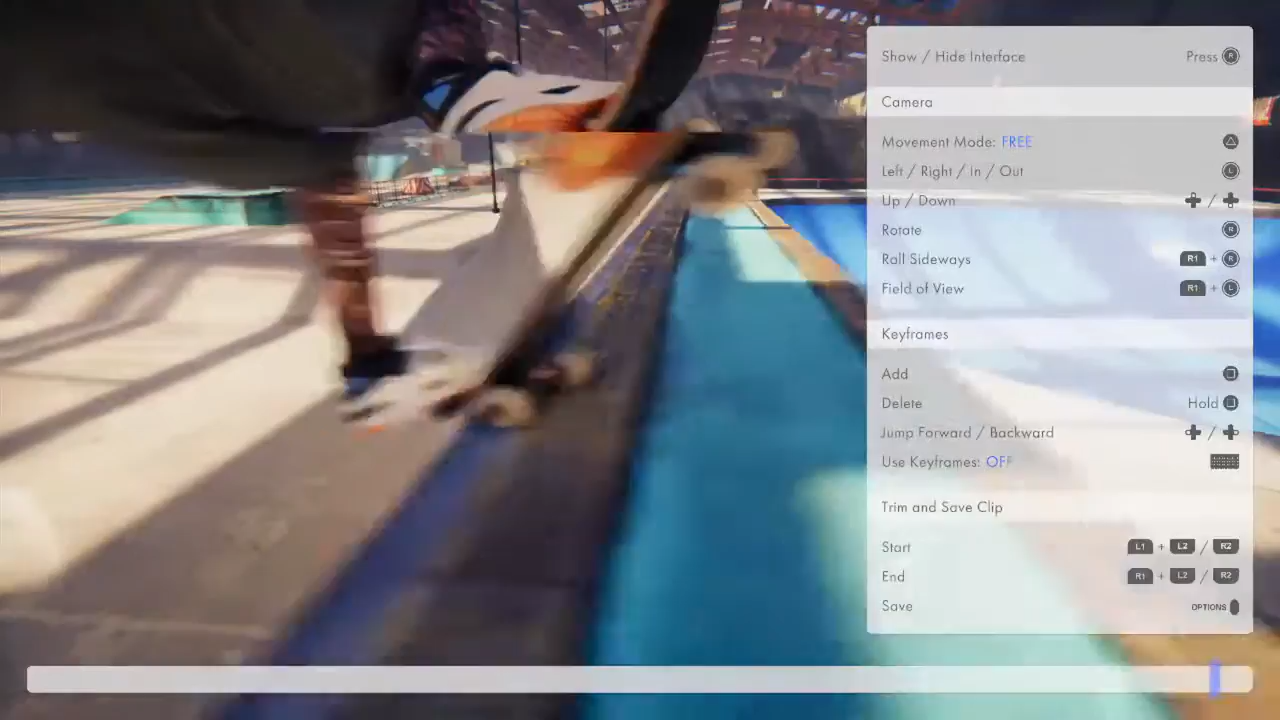 Show / Hide Interface Press R
Camera
Movement Mode: FREE
Left / Right / In / Out L
Up / Down /
Rotate R
Roll Sideways R1 + R
Field of View R1 + L
Keyframes
Add
Delete Hold
Jump Forward / Backward /
Use Keyframes: OFF
Trim and Save Clip
Start L1 + L2 / R2
End R1 + L2 / R2
Save OPTIONS